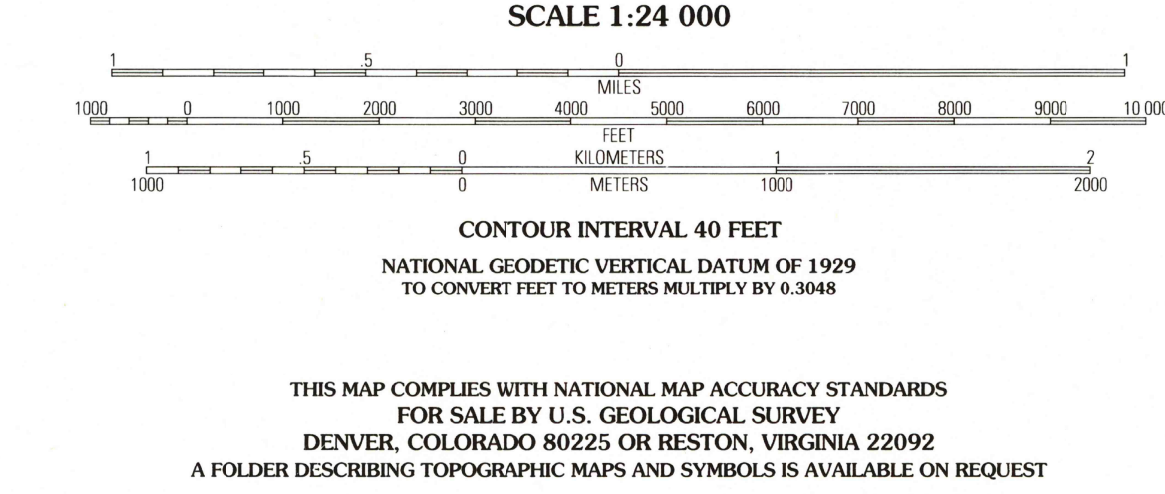 SCALE 1:24 000
1 .5 0 1
MILES
1000 0 1000 2000 3000 4000 5000 6000 7000 8000 9000 10 000
FEET
1 .5 0 KILOMETERS 1 2
1000 0 METERS 1000 2000
CONTOUR INTERVAL 40 FEET
NATIONAL GEODETIC VERTICAL DATUM OF 1929
TO CONVERT FEET TO METERS MULTIPLY BY 0.3048
THIS MAP COMPLIES WITH NATIONAL MAP ACCURACY STANDARDS
FOR SALE BY U.S. GEOLOGICAL SURVEY
DENVER, COLORADO 80225 OR RESTON, VIRGINIA 22092
A FOLDER DESCRIBING TOPOGRAPHIC MAPS AND SYMBOLS IS AVAILABLE ON REQUEST